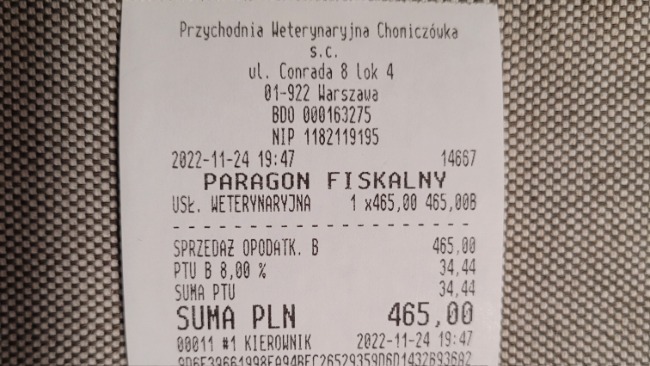 Przychodnia Weterynaryjna Chomiczówka
s.c.
ul. Conrada 8 lok 4
01-922 Warszawa
BDO 000163275
NIP 1182119195
2022-11-24 19:47 14667
PARAGON FISKALNY
USŁ. WETERYNARYJNA 1 x465,00 465,00B
SPRZEDAŻ OPODATK. B 465,00
PTU B 8,00 % 34,44
SUMA PTU 34,44
SUMA PLN 465,00
00011 #1 KIEROWNIK 2022-11-24 19:47